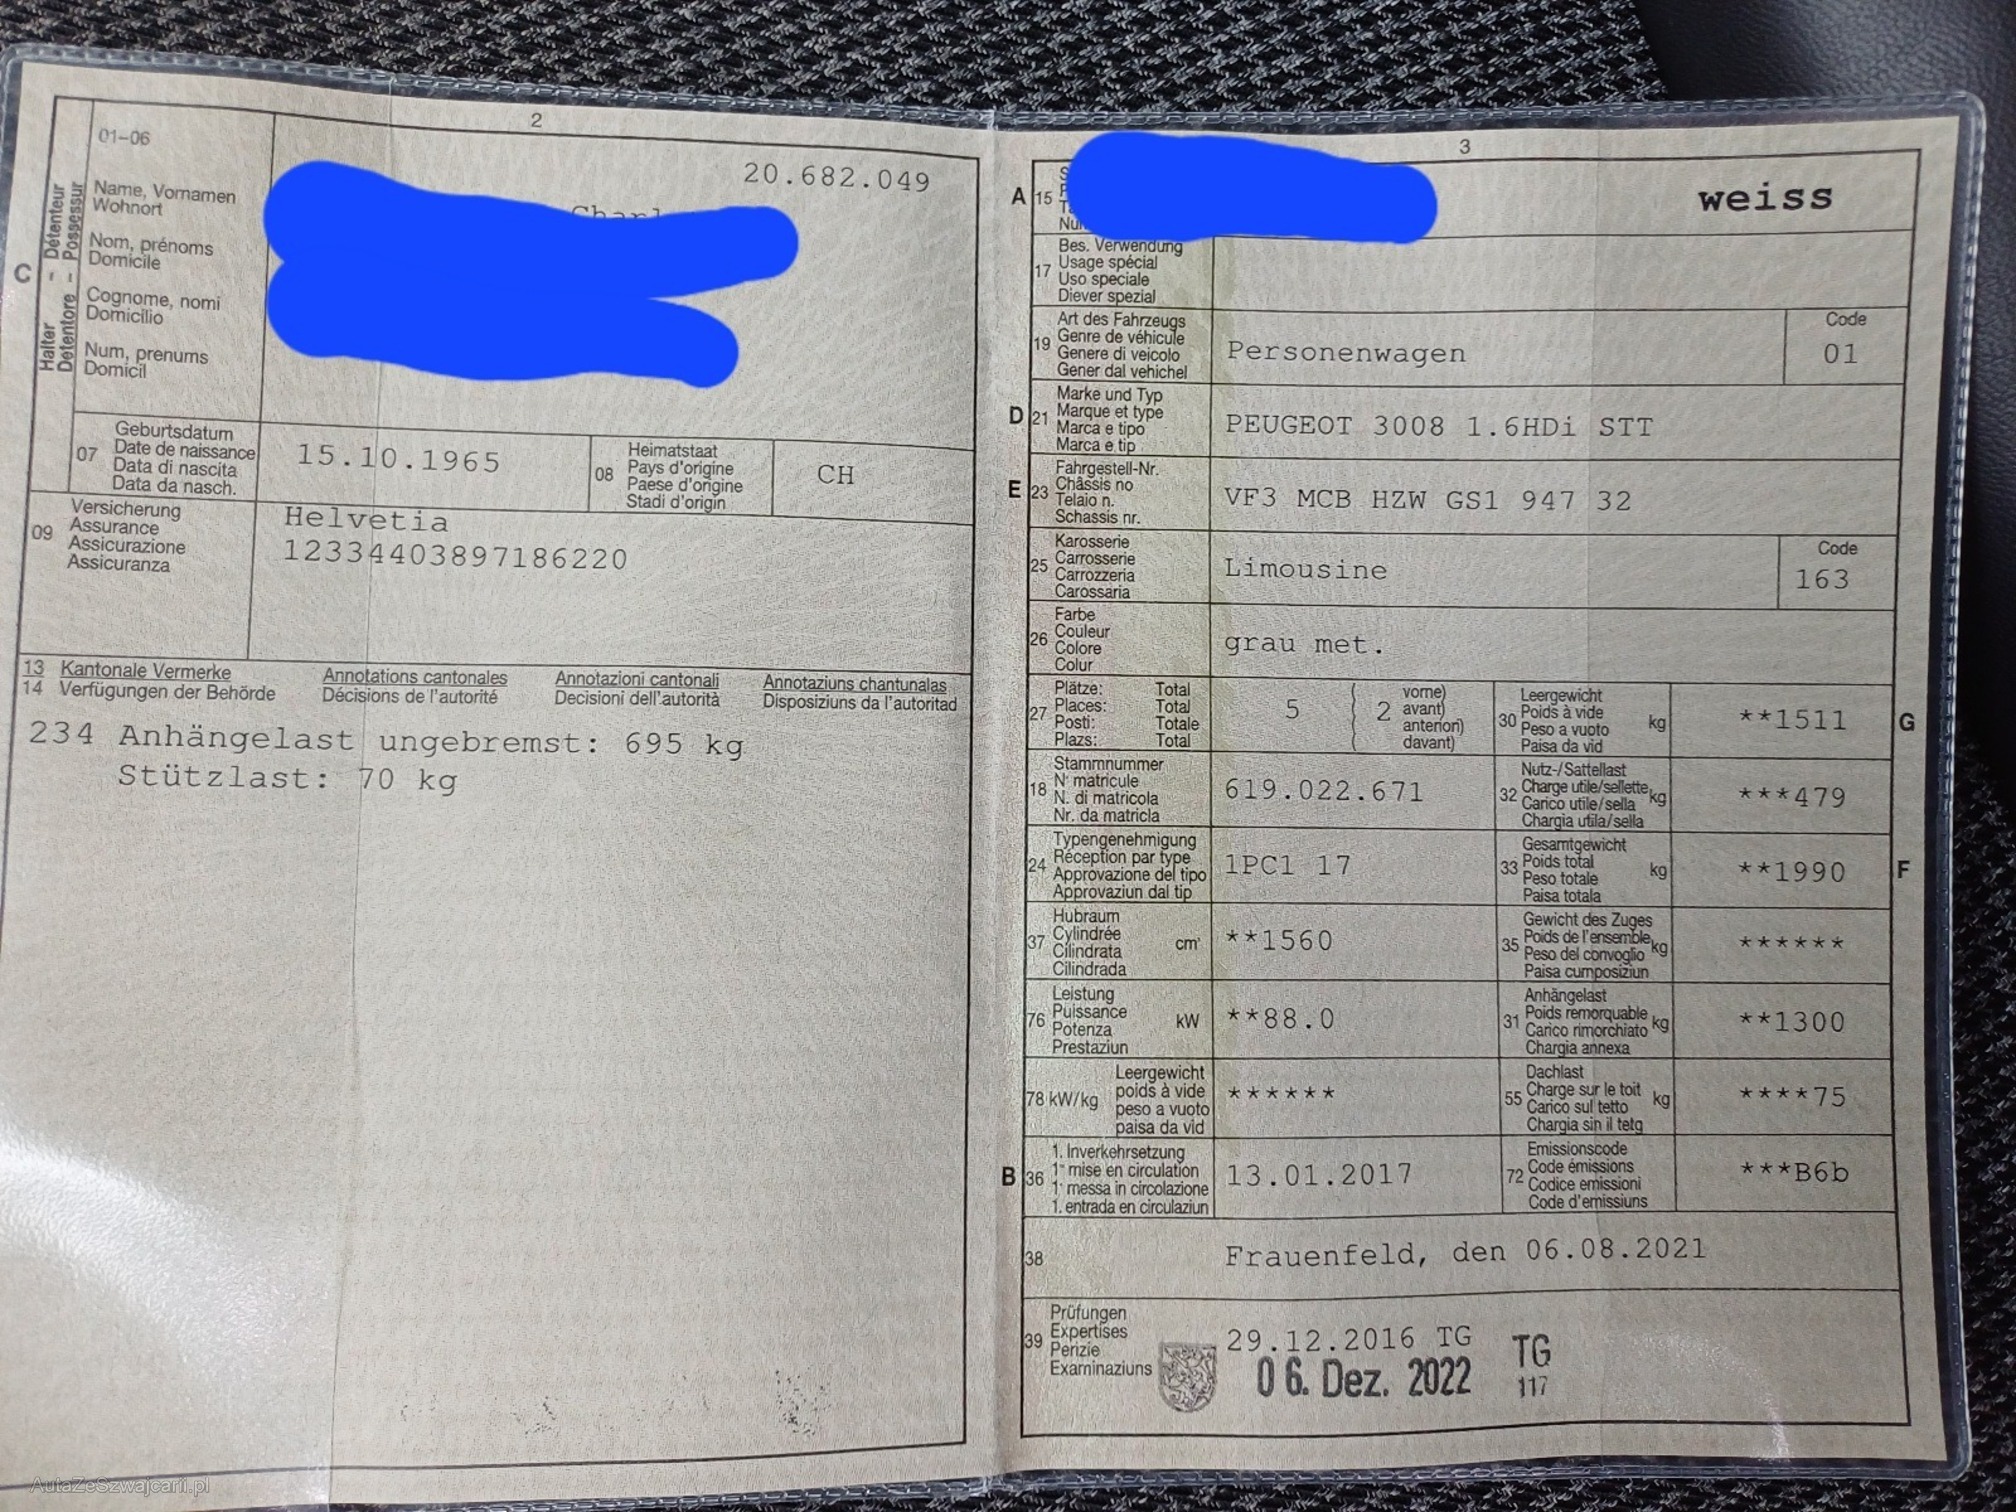 2
01-06
20.682.049
C
Halter - Détenteur
Detentore - Possessur
Name, Vornamen
Wohnort
Nom, prénoms
Domicile
Cognome, nomi
Domicilio
Num, prenums
Domicil
07
Geburtsdatum
Date de naissance
Data di nascita
Data da nasch.
15.10.1965
08
Heimatstaat
Pays d'origine
Paese d'origine
Stadi d'origin
CH
09
Versicherung
Assurance
Assicurazione
Assicuranza
Helvetia
12334403897186220
13 Kantonale Vermerke Annotations cantonales Annotazioni cantonali Annotaziuns chantunalas
14 Verfügungen der Behörde Décisions de l'autorité Decisioni dell'autorità Disposiziuns da l'autoritad
234 Anhängelast ungebremst: 695 kg
Stützlast: 70 kg
3
A 15
weiss
17
Bes. Verwendung
Usage spécial
Uso speciale
Diever spezial
19
Art des Fahrzeugs
Genre de véhicule
Genere di veicolo
Gener dal vehichel
Personenwagen
Code
01
D 21
Marke und Typ
Marque et type
Marca e tipo
Marca e tip
PEUGEOT 3008 1.6HDi STT
E 23
Fahrgestell-Nr.
Châssis no
Telaio n.
Schassis nr.
VF3 MCB HZW GS1 947 32
25
Karosserie
Carrosserie
Carrozzeria
Carossaria
Limousine
Code
163
26
Farbe
Couleur
Colore
Colur
grau met.
27
Plätze: Total
Places: Total
Posti: Totale
Plazs: Total
5 ( 2
vorne)
avant)
anteriori)
davant)
30
Leergewicht
Poids à vide
Peso a vuoto
Paisa da vid
kg
**1511
G
18
Stammnummer
N° matricule
N. di matricola
Nr. da matricla
619.022.671
32
Nutz-/Sattellast
Charge utile/sellette
Carico utile/sella
Chargia utila/sella
kg
***479
24
Typengenehmigung
Réception par type
Approvazione del tipo
Approvaziun dal tip
1PC1 17
33
Gesamtgewicht
Poids total
Peso totale
Paisa totala
kg
**1990
F
37
Hubraum
Cylindrée
Cilindrata
Cilindrada
cm³
**1560
35
Gewicht des Zuges
Poids de l'ensemble
Peso del convoglio
Paisa cumposiziun
kg
******
76
Leistung
Puissance
Potenza
Prestaziun
kW
**88.0
31
Anhängelast
Poids remorquable
Carico rimorchiato
Chargia annexa
kg
**1300
78 kW/kg
Leergewicht
poids à vide
peso a vuoto
paisa da vid
******
55
Dachlast
Charge sur le toit
Carico sul tetto
Chargia sin il tetg
kg
****75
B 36
1. Inverkehrsetzung
1re mise en circulation
1a messa in circolazione
1. entrada en circulaziun
13.01.2017
72
Emissionscode
Code émissions
Codice emissioni
Code d'emissiuns
***B6b
38
Frauenfeld, den 06.08.2021
39
Prüfungen
Expertises
Perizie
Examinaziuns
29.12.2016 TG
06. Dez. 2022
TG
117
AutaZeSzwajcarii.pl